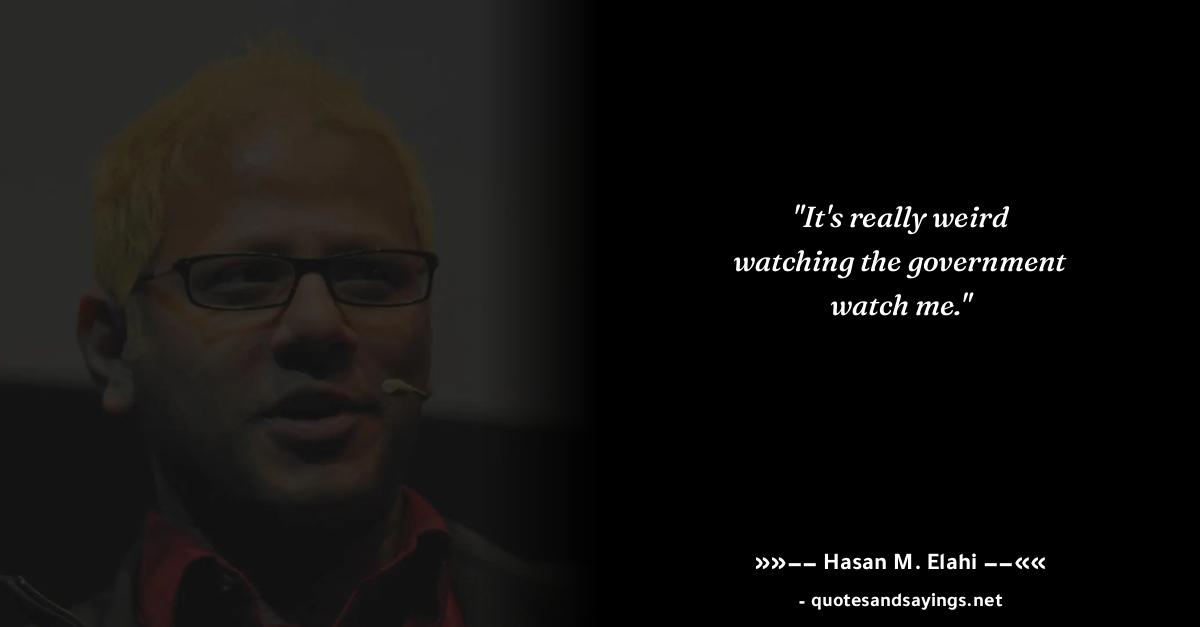 "It's really weird
watching the government
watch me."
»»−− Hasan M. Elahi −−««
- quotesandsayings.net